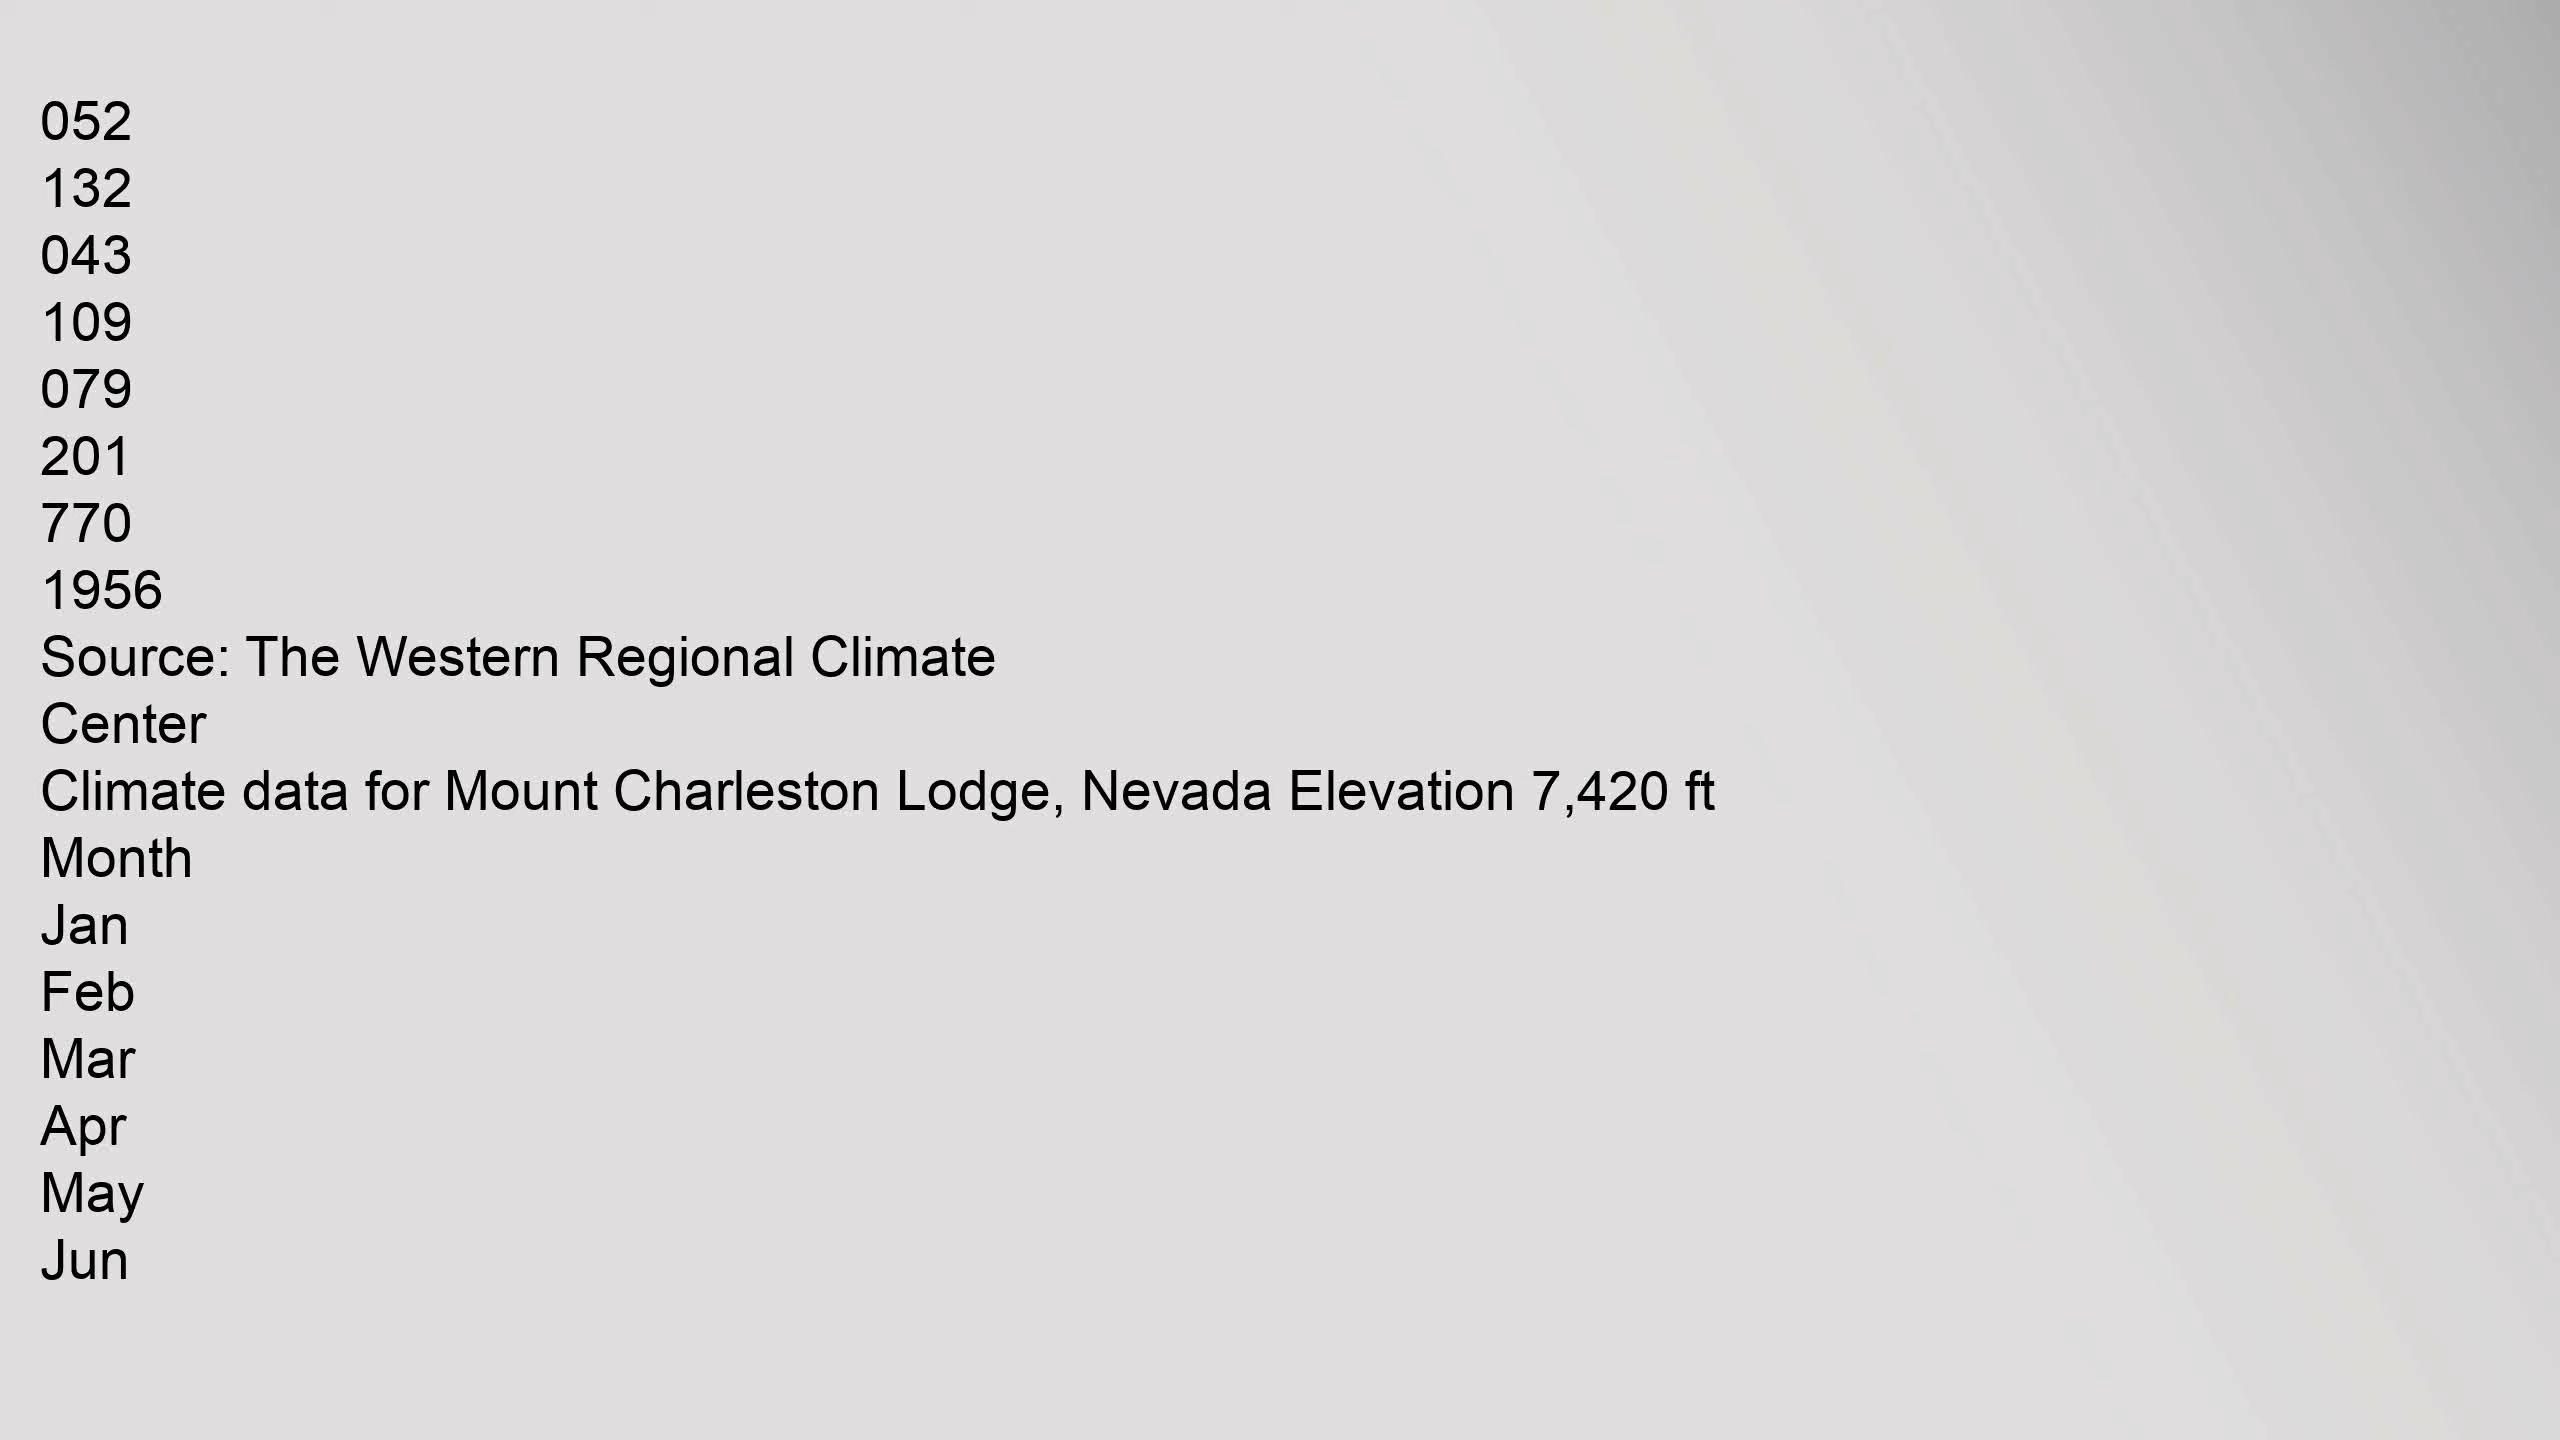 052
132
043
109
079
201
770
1956
Source: The Western Regional Climate
Center
Climate data for Mount Charleston Lodge, Nevada Elevation 7,420 ft
Month
Jan
Feb
Mar
Apr
May
Jun